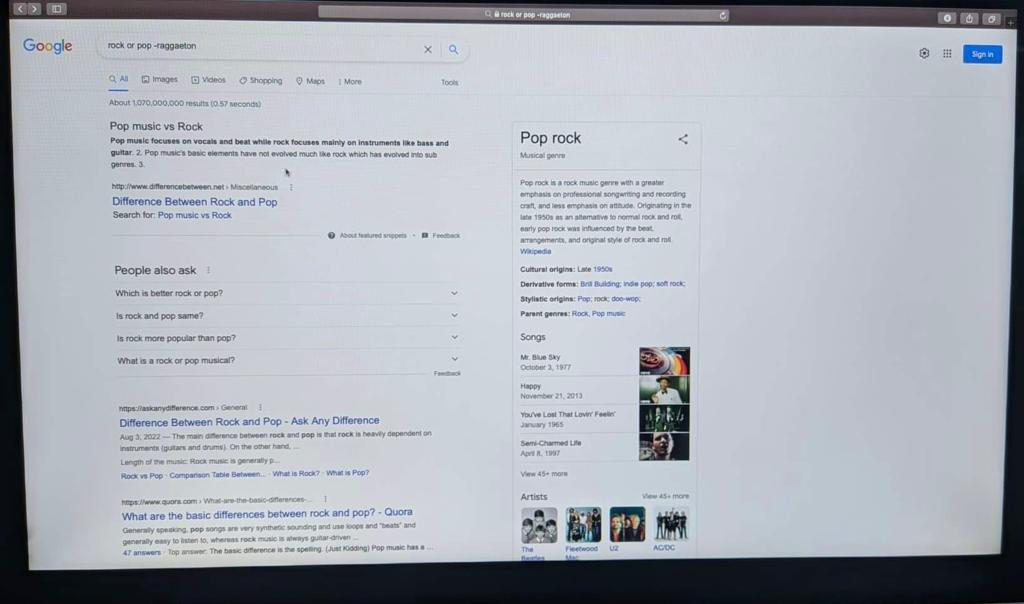 rock or pop -raggaeton
Google
rock or pop -raggaeton
Sign in
All Images Videos Shopping Maps More Tools
About 1,070,000,000 results (0.57 seconds)
Pop music vs Rock
Pop music focuses on vocals and beat while rock focuses mainly on instruments like bass and
guitar. 2. Pop music's basic elements have not evolved much like rock which has evolved into sub
genres. 3.
http://www.differencebetween.net › Miscellaneous
Difference Between Rock and Pop
Search for: Pop music vs Rock
About featured snippets • Feedback
People also ask
Which is better rock or pop?
Is rock and pop same?
Is rock more popular than pop?
What is a rock or pop musical?
Feedback
https://askanydifference.com › General
Difference Between Rock and Pop - Ask Any Difference
Aug 3, 2022 — The main difference between rock and pop is that rock is heavily dependent on
instruments (guitars and drums). On the other hand, ...
Length of the music: Rock music is generally p...
Rock vs Pop · Comparison Table Between... · What is Rock? · What is Pop?
https://www.quora.com › What-are-the-basic-differences-...
What are the basic differences between rock and pop? - Quora
Generally speaking, pop songs are very synthetic sounding and use loops and "beats" and
generally easy to listen to, whereas rock music is always guitar-driven ...
47 answers · Top answer: The basic difference is the spelling. (Just Kidding) Pop music has a ...
Pop rock
Musical genre
Pop rock is a rock music genre with a greater
emphasis on professional songwriting and recording
craft, and less emphasis on attitude. Originating in the
late 1950s as an alternative to normal rock and roll,
early pop rock was influenced by the beat,
arrangements, and original style of rock and roll.
Wikipedia
Cultural origins: Late 1950s
Derivative forms: Brill Building; indie pop; soft rock;
Stylistic origins: Pop; rock; doo-wop;
Parent genres: Rock, Pop music
Songs
Mr. Blue Sky
October 3, 1977
Happy
November 21, 2013
You've Lost That Lovin' Feelin'
January 1965
Semi-Charmed Life
April 8, 1997
View 45+ more
Artists View 45+ more
The Beatles
Fleetwood Mac
U2
AC/DC